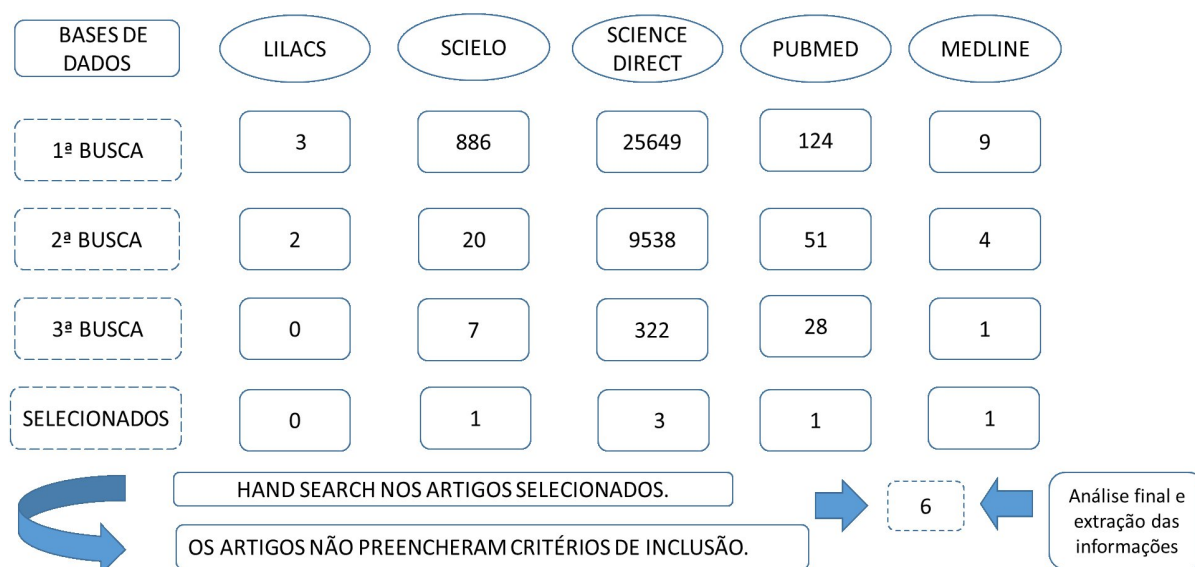 BASES DE
DADOS
LILACS
SCIELO
SCIENCE
DIRECT
PUBMED
MEDLINE
1ª BUSCA
3
886
25649
124
9
2ª BUSCA
2
20
9538
51
4
3ª BUSCA
0
7
322
28
1
SELECIONADOS
0
1
3
1
1
HAND SEARCH NOS ARTIGOS SELECIONADOS.
OS ARTIGOS NÃO PREENCHERAM CRITÉRIOS DE INCLUSÃO.
6
Análise final e
extração das
informações